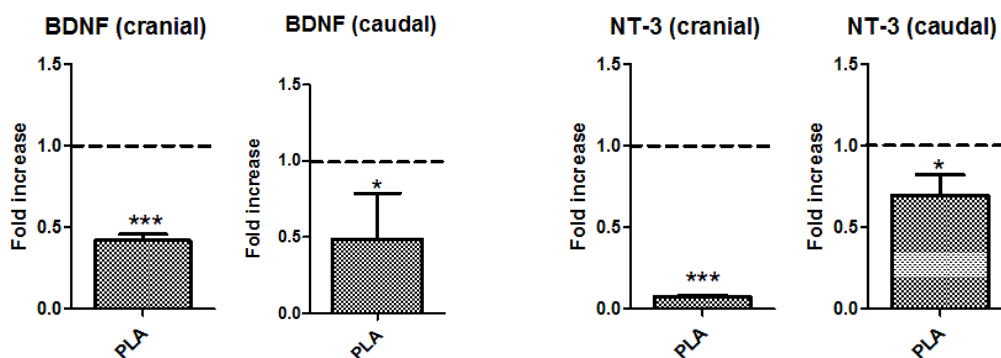 BDNF (cranial)
Fold increase
1.5
1.0
0.5
0.0
***
PLA
BDNF (caudal)
Fold increase
1.5
1.0
0.5
0.0
*
PLA
NT-3 (cranial)
Fold increase
1.5
1.0
0.5
0.0
***
PLA
NT-3 (caudal)
Fold increase
1.5
1.0
0.5
0.0
*
PLA